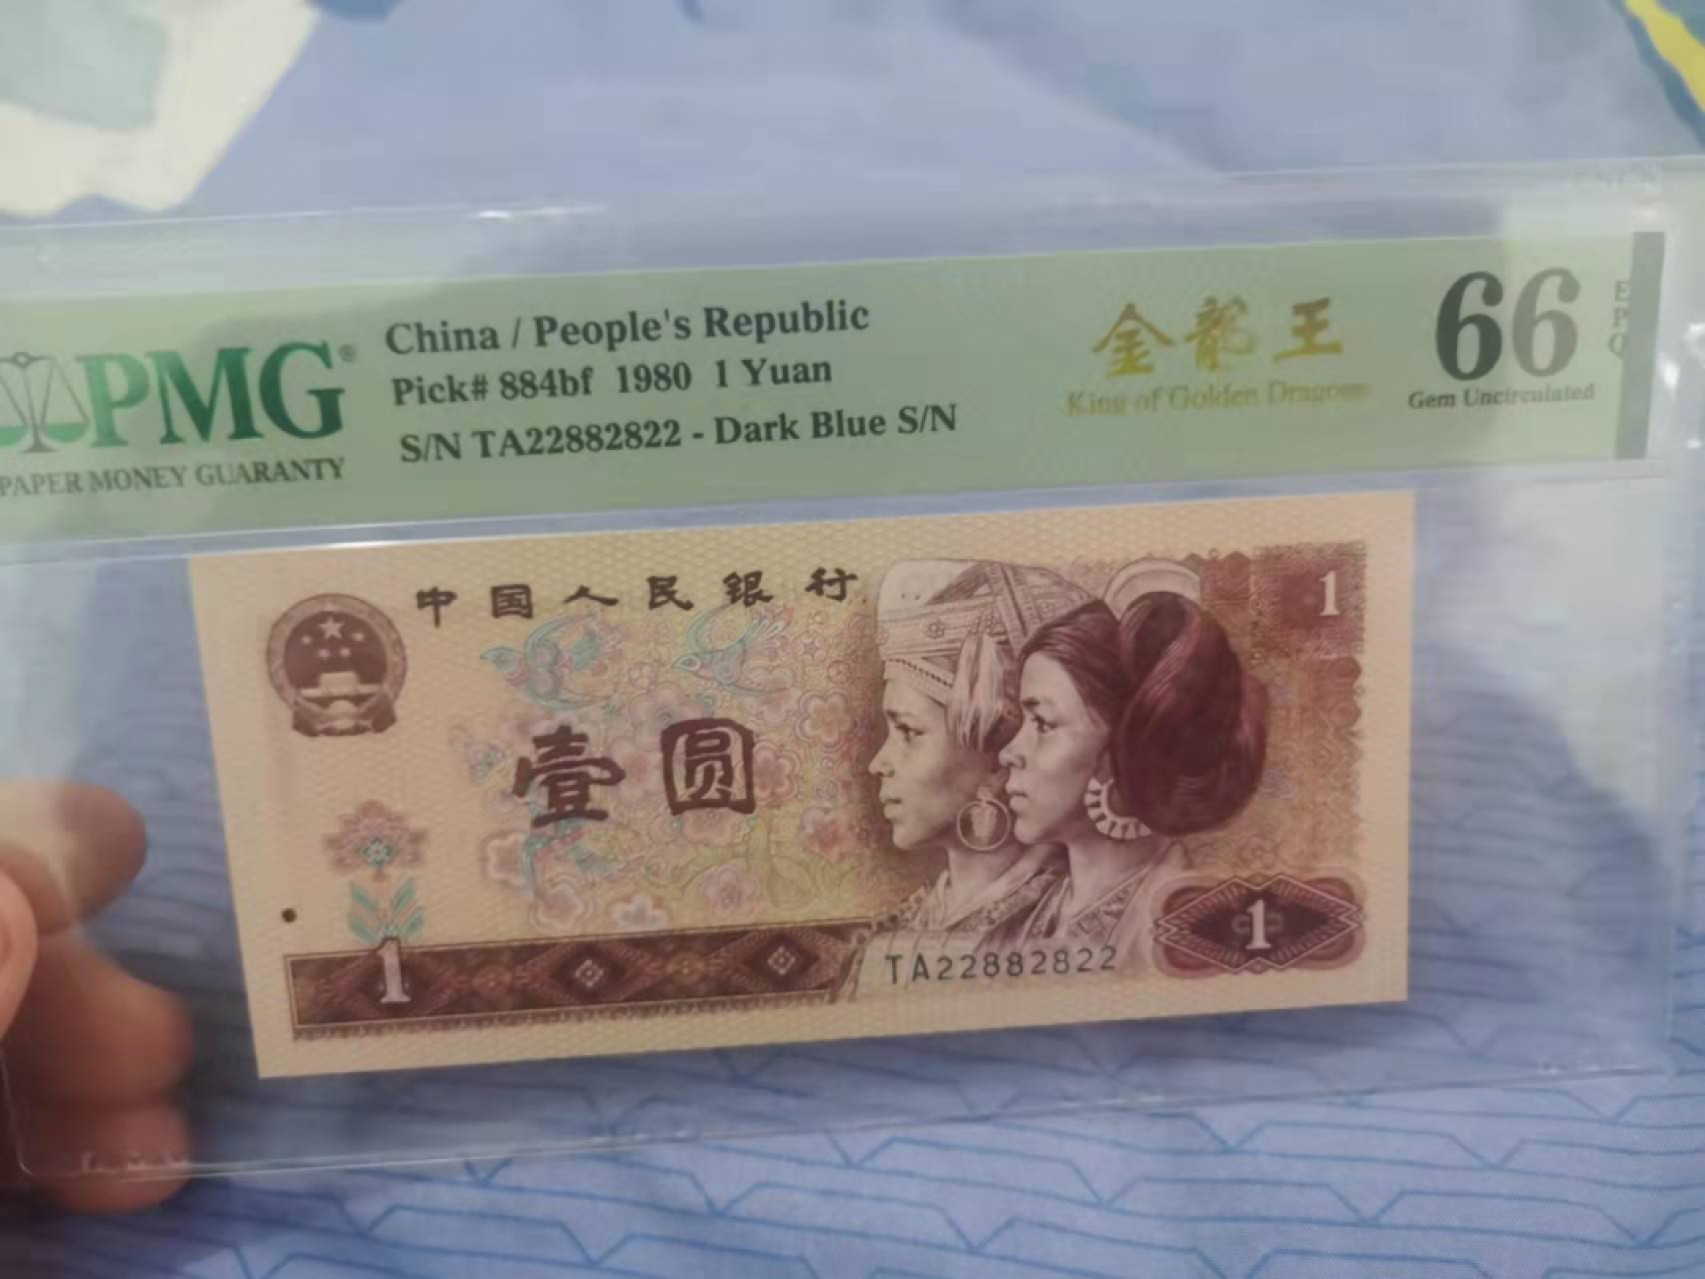 PMG®
PAPER MONEY GUARANTY
China / People's Republic
Pick# 884bf 1980 1 Yuan
S/N TA22882822 - Dark Blue S/N
金龍王
King of Golden Dragons
66
EPQ
Gem Uncirculated
中国人民银行
1
壹圆
1
TA22882822
1